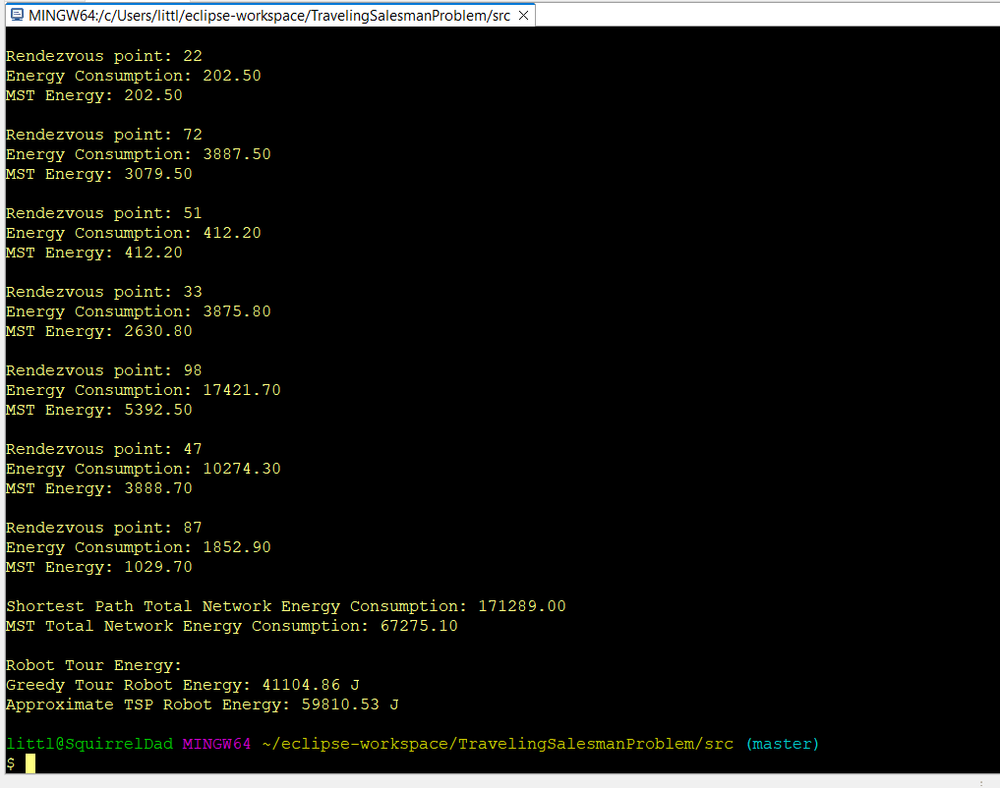 MINGW64:/c/Users/littl/eclipse-workspace/TravelingSalesmanProblem/src
Rendezvous point: 22
Energy Consumption: 202.50
MST Energy: 202.50
Rendezvous point: 72
Energy Consumption: 3887.50
MST Energy: 3079.50
Rendezvous point: 51
Energy Consumption: 412.20
MST Energy: 412.20
Rendezvous point: 33
Energy Consumption: 3875.80
MST Energy: 2630.80
Rendezvous point: 98
Energy Consumption: 17421.70
MST Energy: 5392.50
Rendezvous point: 47
Energy Consumption: 10274.30
MST Energy: 3888.70
Rendezvous point: 87
Energy Consumption: 1852.90
MST Energy: 1029.70
Shortest Path Total Network Energy Consumption: 171289.00
MST Total Network Energy Consumption: 67275.10
Robot Tour Energy:
Greedy Tour Robot Energy: 41104.86 J
Approximate TSP Robot Energy: 59810.53 J
littl@SquirrelDad MINGW64 ~/eclipse-workspace/TravelingSalesmanProblem/src (master)
$